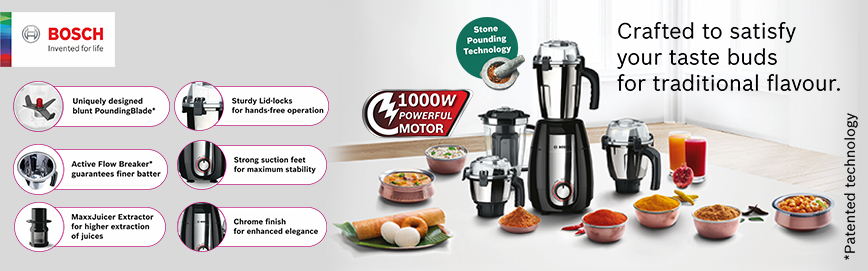 BOSCH
Invented for life
Uniquely designed
blunt PoundingBlade*
Sturdy Lid-locks
for hands-free operation
Active Flow Breaker*
guarantees finer batter
Strong suction feet
for maximum stability
MaxxJuicer Extractor
for higher extraction
of juices
Chrome finish
for enhanced elegance
Stone
Pounding
Technology
1000W
POWERFUL
MOTOR
BOSCH
Crafted to satisfy
your taste buds
for traditional flavour.
*Patented technology